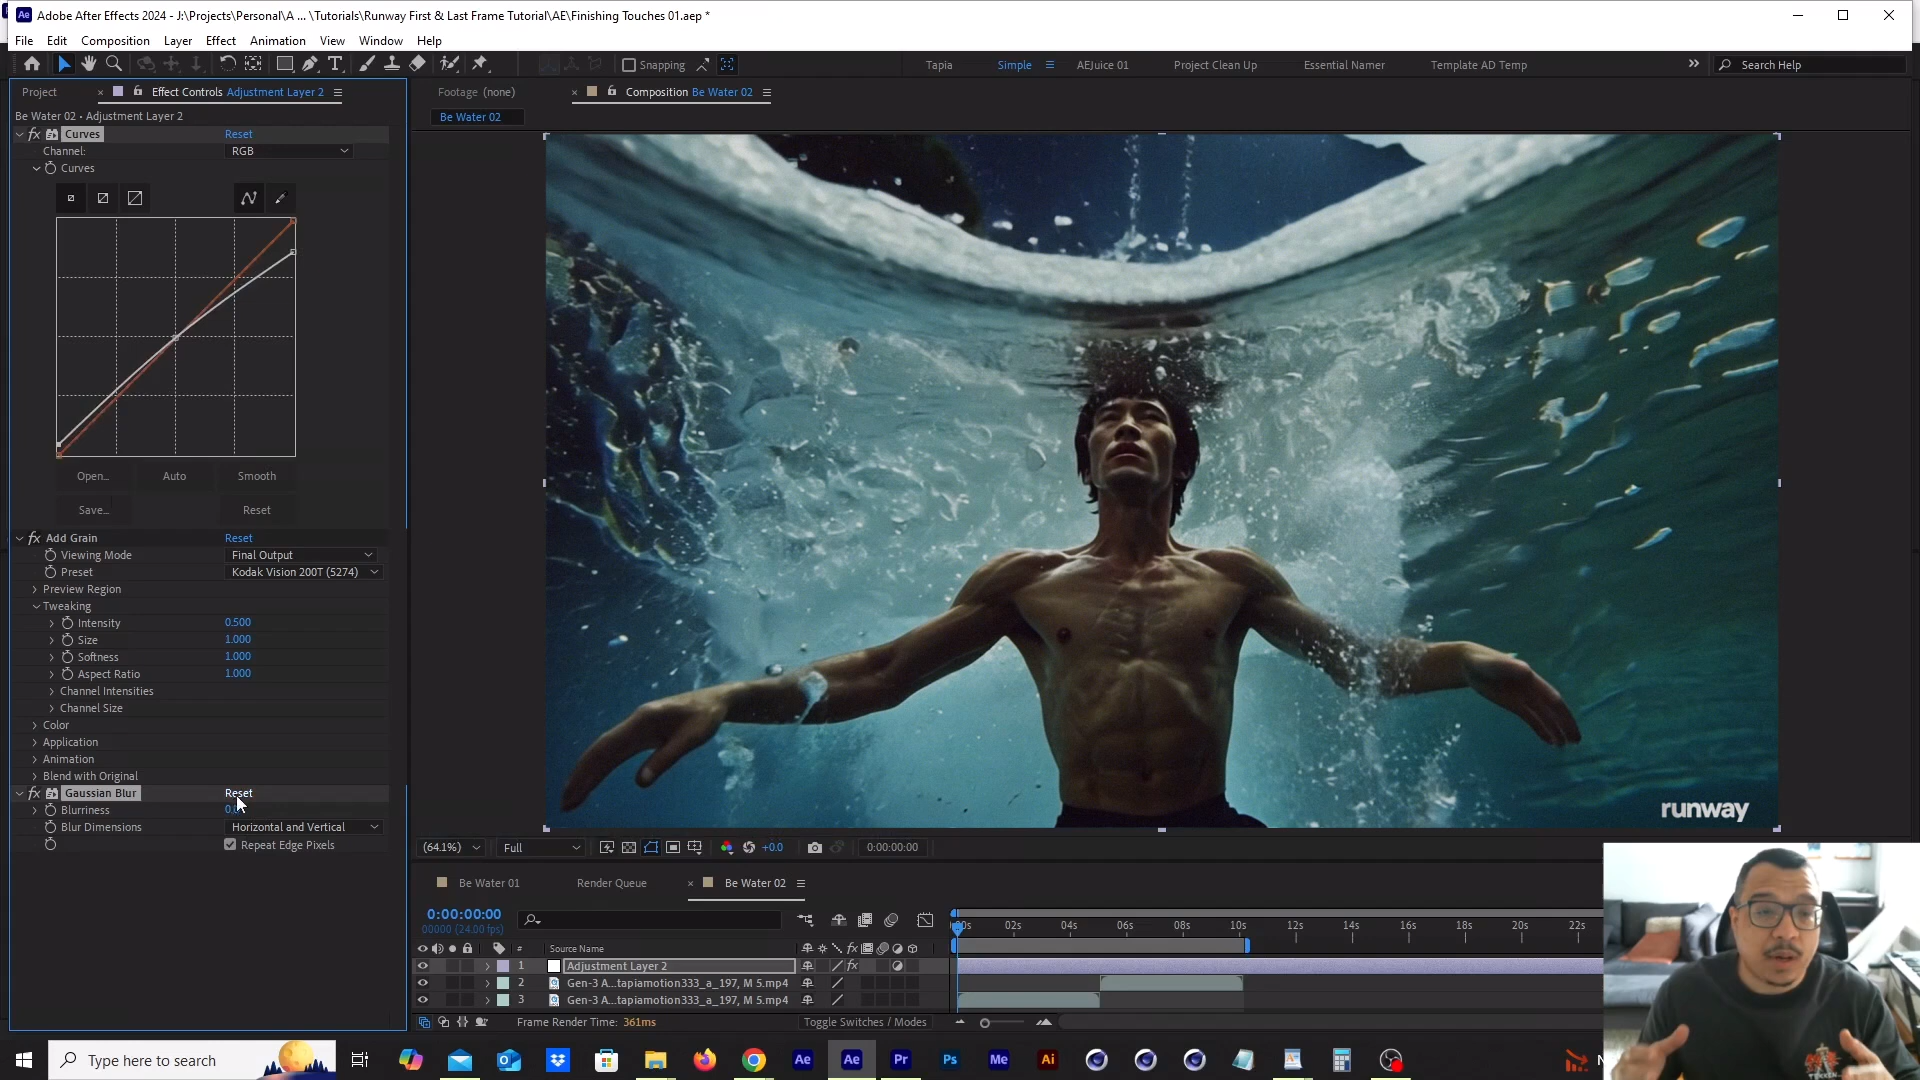 Adobe After Effects 2024 - J:\Projects\Personal\A ... \Tutorials\Runway First & Last Frame Tutorial\AE\Finishing Touches 01.aep *
File Edit Composition Layer Effect Animation View Window Help
Snapping Tapia Simple AEJuice 01 Project Clean Up Essential Namer Template AD Temp Search Help
Project Effect Controls Adjustment Layer 2 Footage (none) Composition Be Water 02
Be Water 02 • Adjustment Layer 2
Be Water 02
fx Curves Reset
Channel: RGB
Curves
Open... Auto Smooth
Save... Reset
fx Add Grain Reset
Viewing Mode Final Output
Preset Kodak Vision 200T (5274)
Preview Region
Tweaking
Intensity 0.500
Size 1.000
Softness 1.000
Aspect Ratio 1.000
Channel Intensities
Channel Size
Color
Application
Animation
Blend with Original
fx Gaussian Blur Reset
Blurriness
Blur Dimensions Horizontal and Vertical
Repeat Edge Pixels
runway
(64.1%) Full +0.0 0:00:00:00
Be Water 01 Render Queue Be Water 02
0:00:00:00
00000 (24.00 fps)
02s 04s 06s 08s 10s 12s 14s 16s 18s 20s 22s
# Source Name
1 Adjustment Layer 2
2 Gen-3 A...tapiamotion333_a_197, M 5.mp4
3 Gen-3 A...tapiamotion333_a_197, M 5.mp4
Frame Render Time: 361ms Toggle Switches / Modes
Type here to search
Ae Ae Pr Ps Me Ai